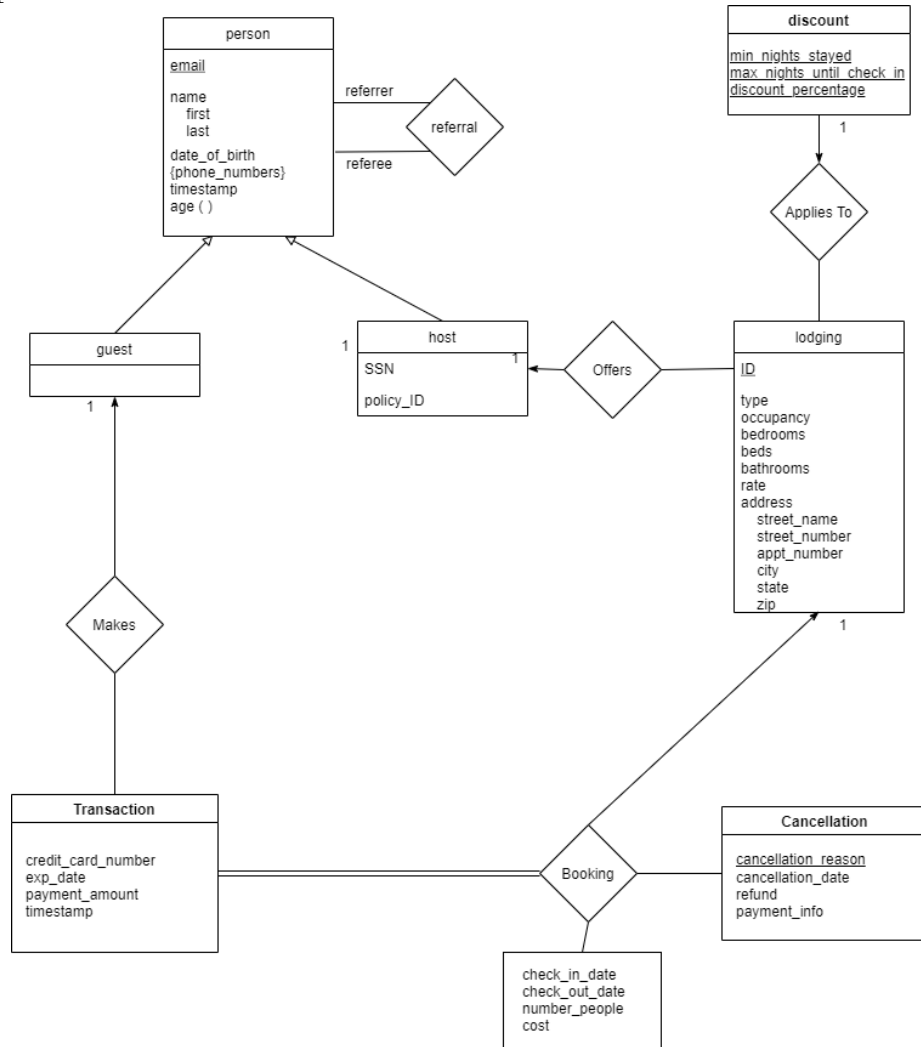 person
email
name
first
last
date_of_birth
{phone_numbers}
timestamp
age ( )
referrer
referral
referee
discount
min_nights_stayed
max_nights_until_check_in
discount_percentage
1
Applies To
guest
1
1
host
SSN
policy_ID
1
Offers
lodging
ID
type
occupancy
bedrooms
beds
bathrooms
rate
address
street_name
street_number
appt_number
city
state
zip
1
Makes
Transaction
credit_card_number
exp_date
payment_amount
timestamp
Booking
Cancellation
cancellation_reason
cancellation_date
refund
payment_info
check_in_date
check_out_date
number_people
cost